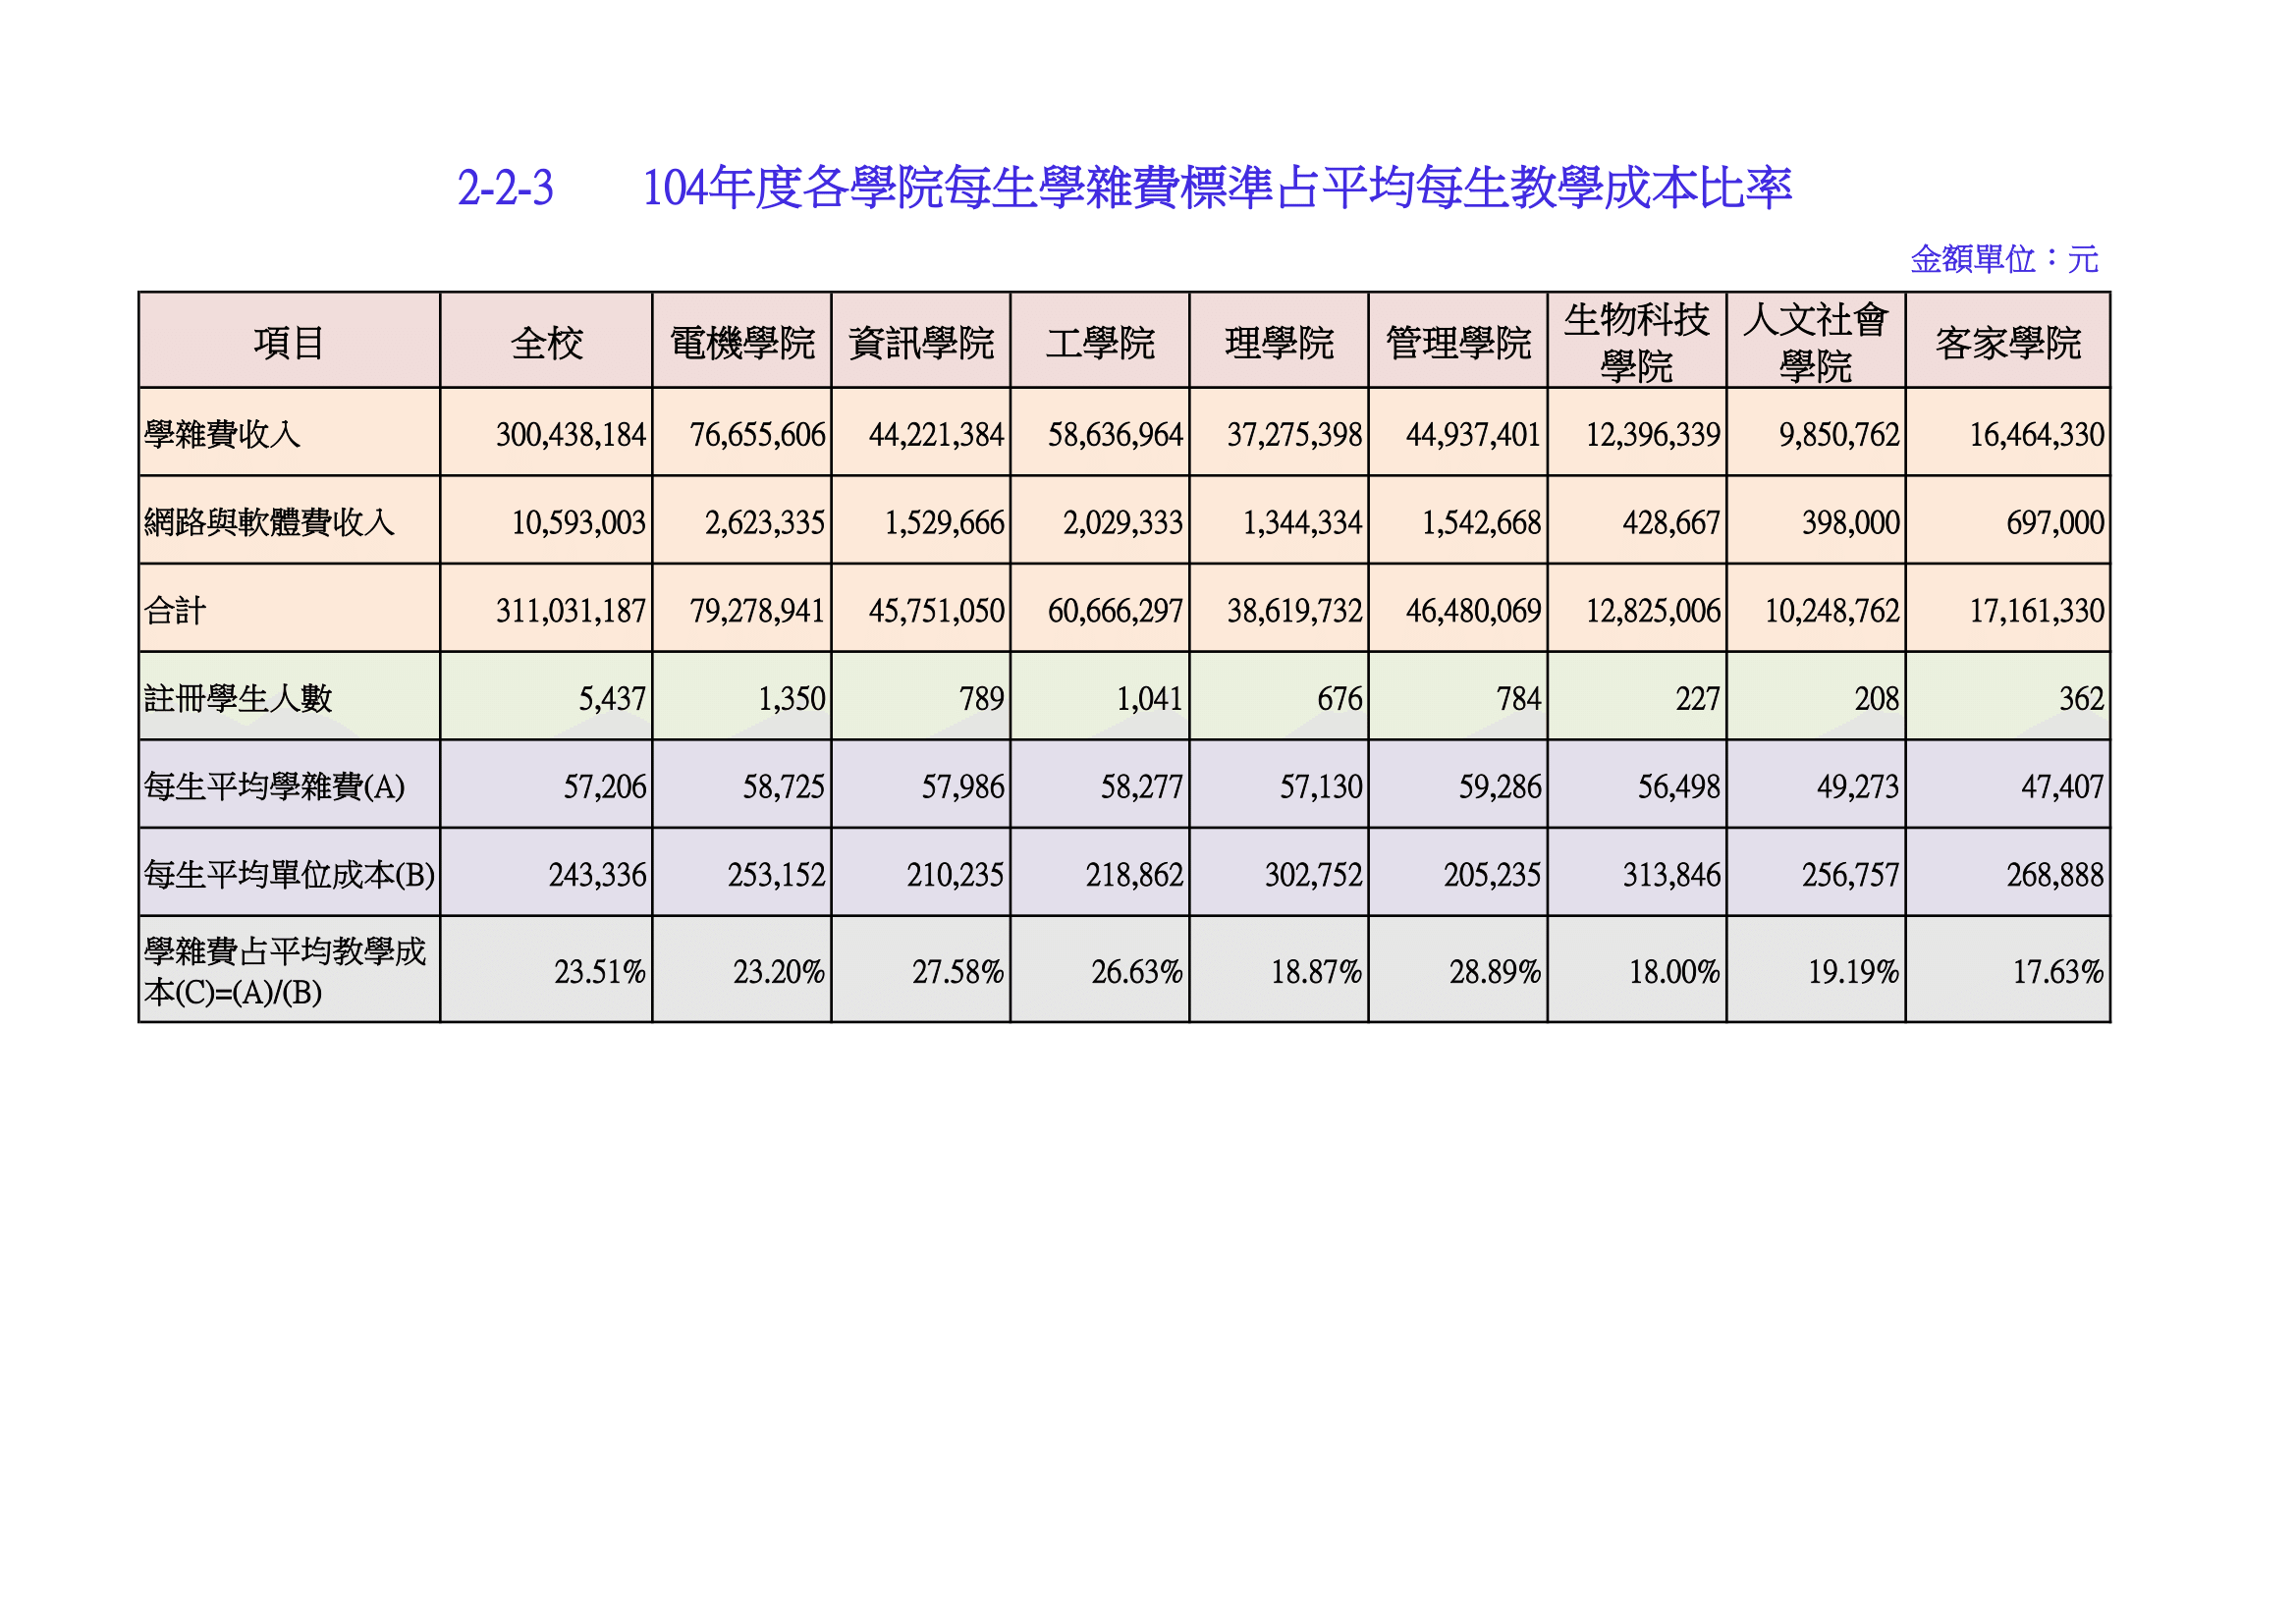 2-2-3 104年度各學院每生學雜費標準占平均每生教學成本比率
金額單位：元
項目 全校 電機學院 資訊學院 工學院 理學院 管理學院 生物科技學院 人文社會學院 客家學院
學雜費收入 300,438,184 76,655,606 44,221,384 58,636,964 37,275,398 44,937,401 12,396,339 9,850,762 16,464,330
網路與軟體費收入 10,593,003 2,623,335 1,529,666 2,029,333 1,344,334 1,542,668 428,667 398,000 697,000
合計 311,031,187 79,278,941 45,751,050 60,666,297 38,619,732 46,480,069 12,825,006 10,248,762 17,161,330
註冊學生人數 5,437 1,350 789 1,041 676 784 227 208 362
每生平均學雜費(A) 57,206 58,725 57,986 58,277 57,130 59,286 56,498 49,273 47,407
每生平均單位成本(B) 243,336 253,152 210,235 218,862 302,752 205,235 313,846 256,757 268,888
學雜費占平均教學成
本(C)=(A)/(B) 23.51% 23.20% 27.58% 26.63% 18.87% 28.89% 18.00% 19.19% 17.63%